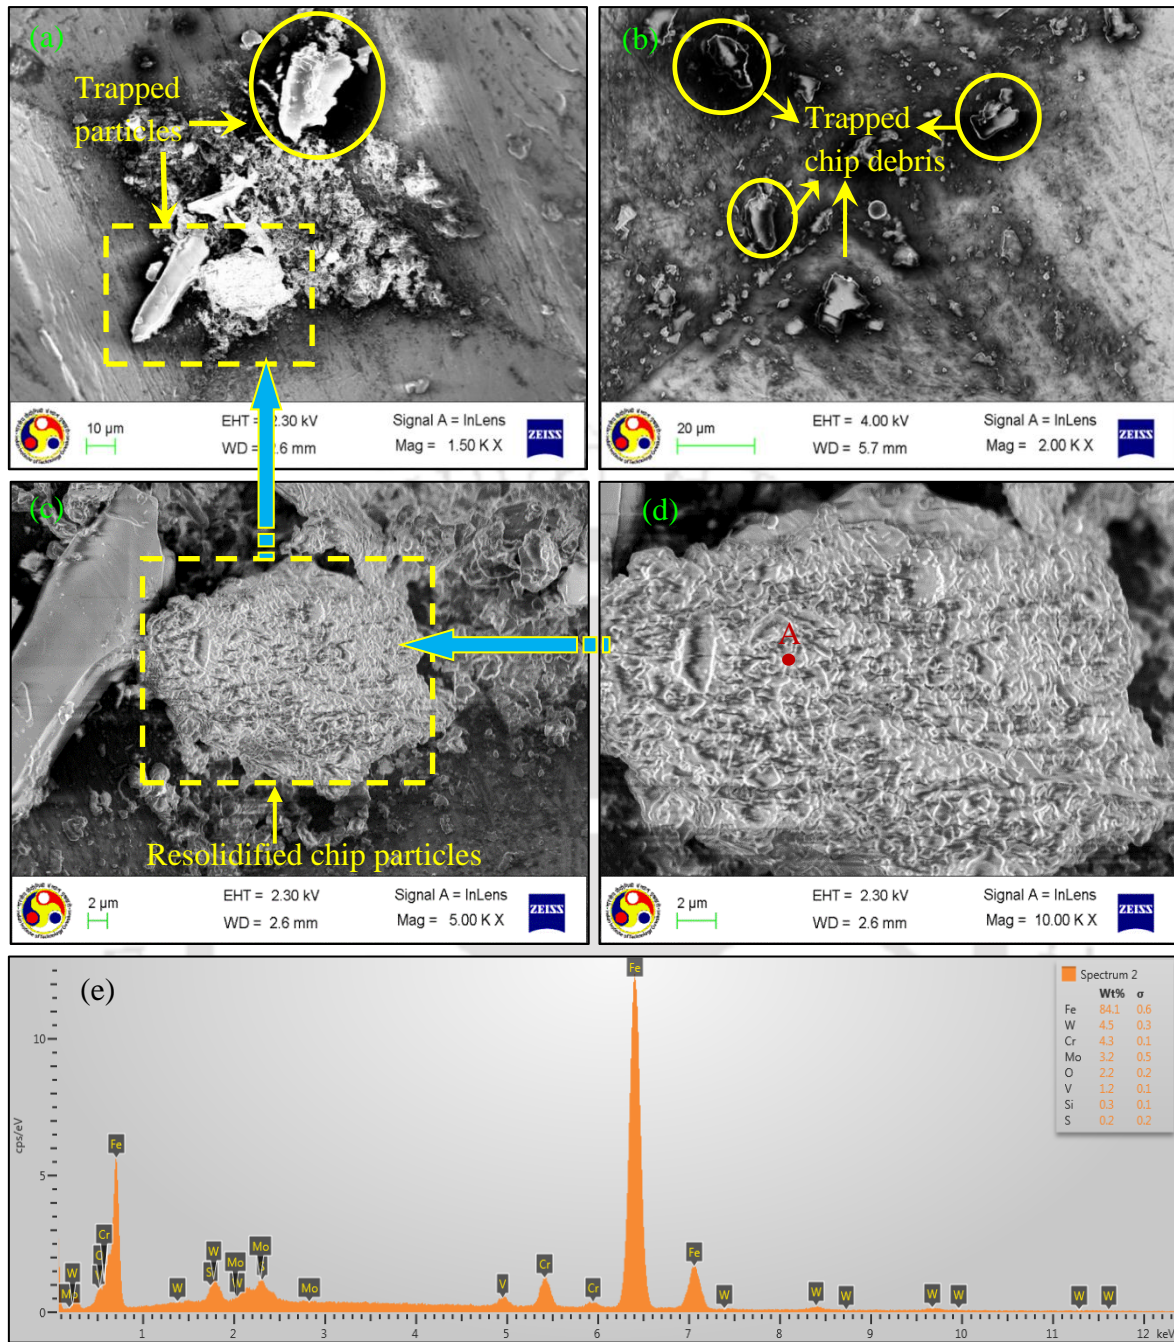 (a)
Trapped
particles
10 µm
EHT = 2.30 kV
WD = 2.6 mm
Signal A = InLens
Mag = 1.50 K X
ZEISS
(b)
Trapped
chip debris
20 µm
EHT = 4.00 kV
WD = 5.7 mm
Signal A = InLens
Mag = 2.00 K X
ZEISS
(c)
Resolidified chip particles
2 µm
EHT = 2.30 kV
WD = 2.6 mm
Signal A = InLens
Mag = 5.00 K X
ZEISS
(d)
A
2 µm
EHT = 2.30 kV
WD = 2.6 mm
Signal A = InLens
Mag = 10.00 K X
ZEISS
(e)
Spectrum 2
Wt% σ
Fe 84.1 0.6
W 4.5 0.3
Cr 4.3 0.1
Mo 3.2 0.5
O 2.2 0.2
V 1.2 0.1
Si 0.3 0.1
S 0.2 0.2
cps/eV
10
5
0
Fe
Fe
Cr
W
W
Mo
Mo
Mo
V
Cr
Cr
Fe
W
W
W
W
W
W
W
W
1 2 3 4 5 6 7 8 9 10 11 12 keV